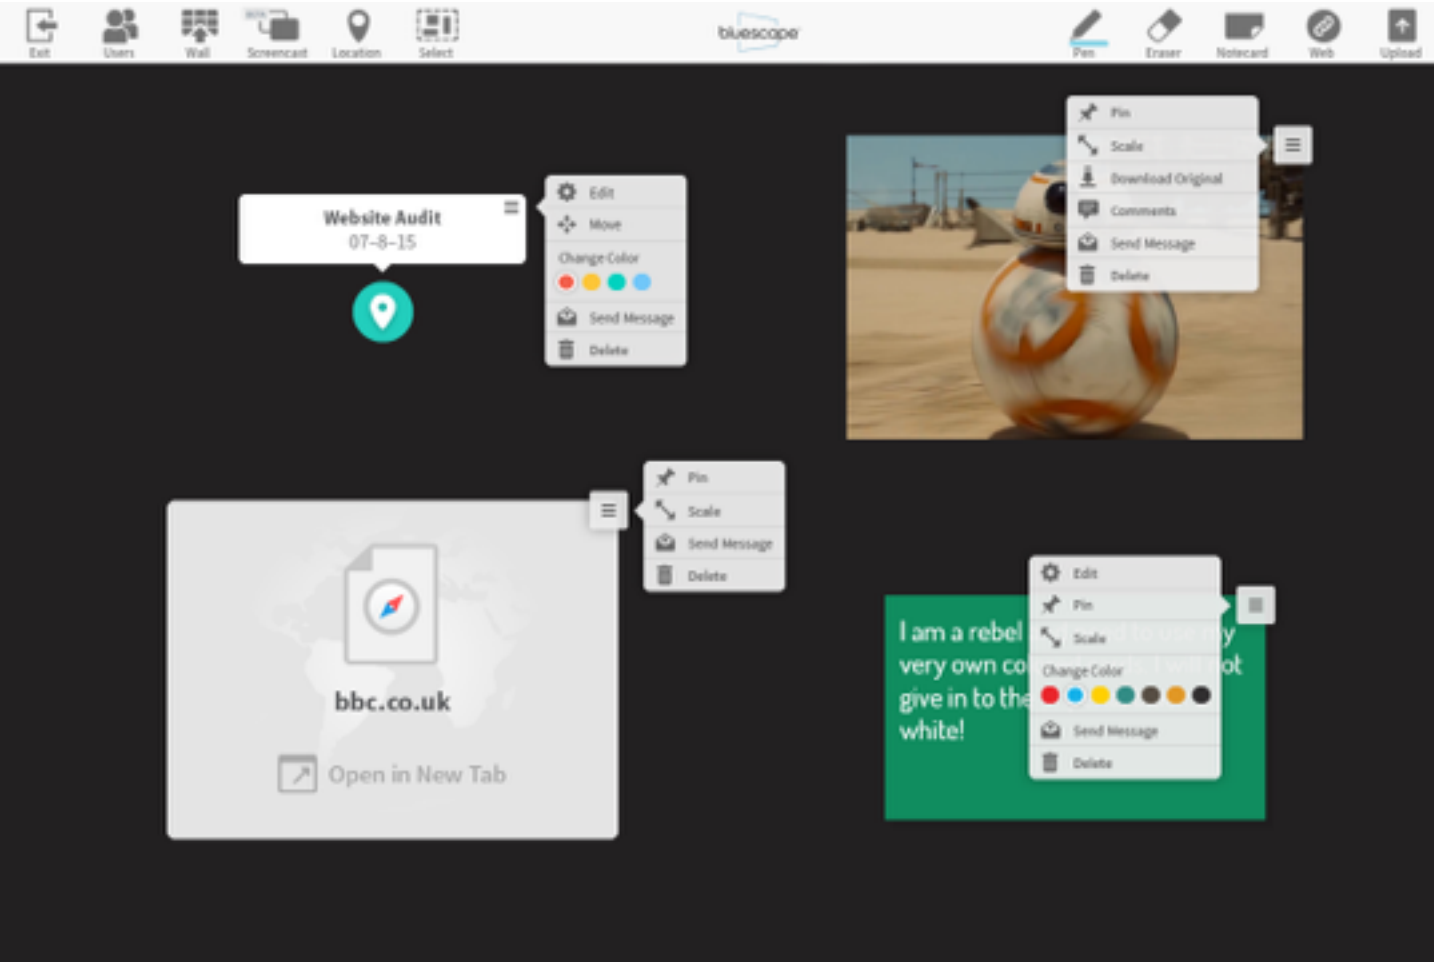 Exit
Users
Wall
Screencast
Location
Select
bluescape
Pen
Eraser
Notecard
Web
Upload
Website Audit
07-8-15
Edit
Move
Change Color
Send Message
Delete
Pin
Scale
Download Original
Comments
Send Message
Delete
bbc.co.uk
Open in New Tab
Pin
Scale
Send Message
Delete
I am a rebel
very own
give in to the
white!
Edit
Pin
Scale
Change Color
Send Message
Delete